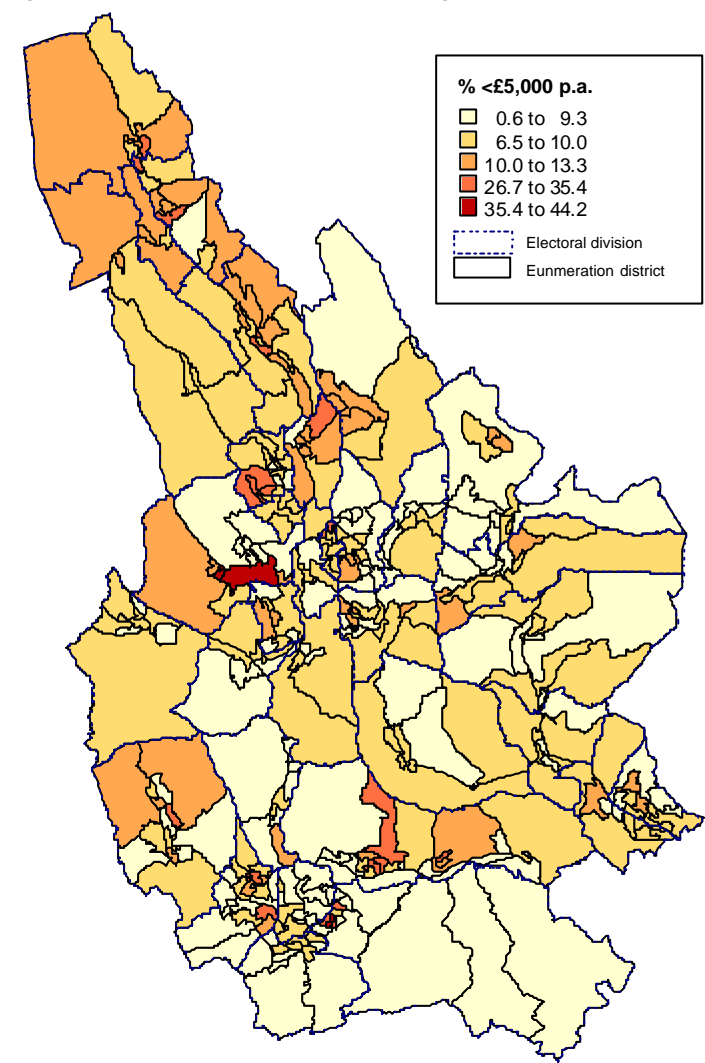 % <£5,000 p.a.
0.6 to 9.3
6.5 to 10.0
10.0 to 13.3
26.7 to 35.4
35.4 to 44.2
Electoral division
Eunmeration district